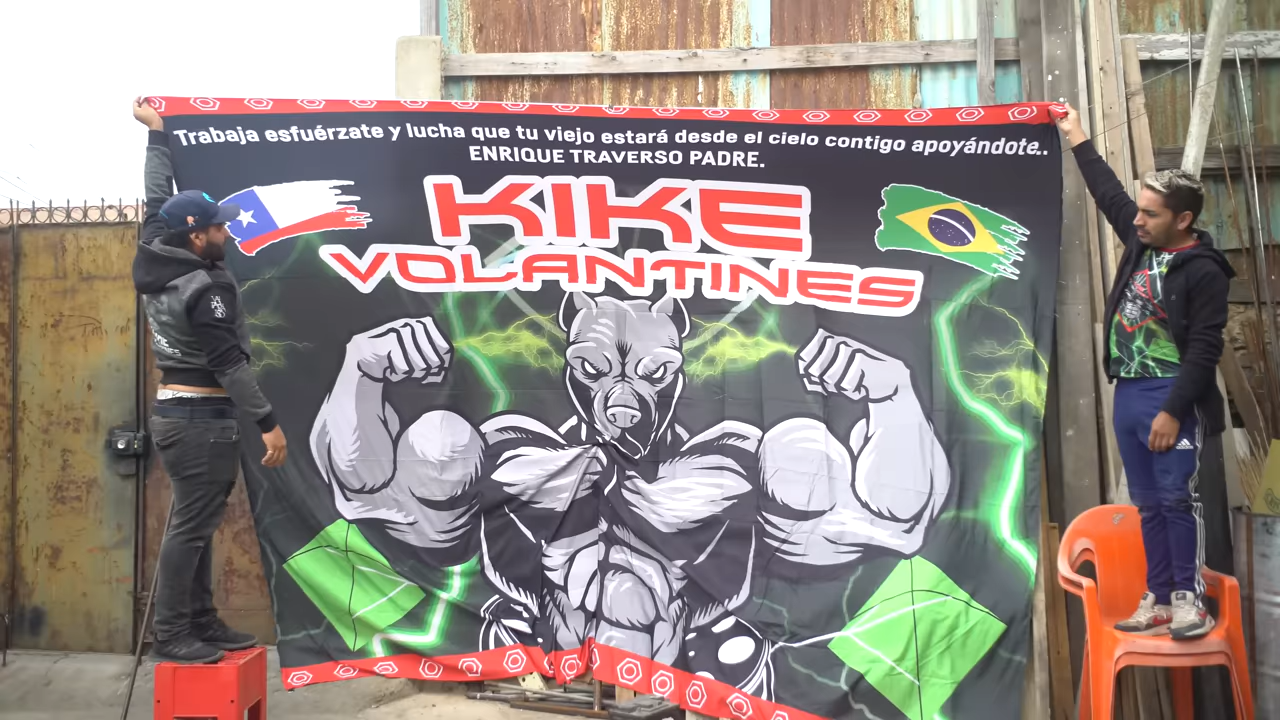 Trabaja esfuérzate y lucha que tu viejo estará desde el cielo contigo apoyándote..
ENRIQUE TRAVERSO PADRE.
KIKE
VOLANTINES